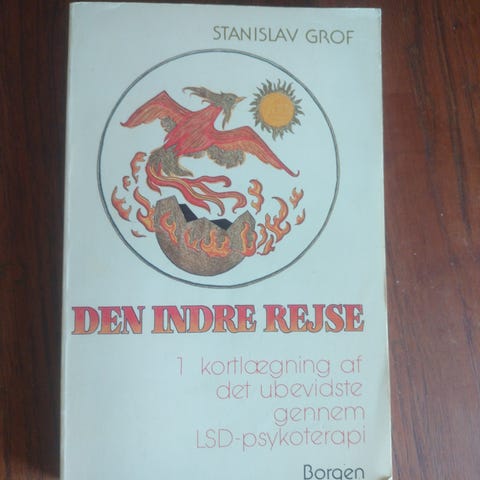 STANISLAV GROF
DEN INDRE REJSE
1 kortlægning af
det ubevidste
gennem
LSD-psykoterapi
Borgen